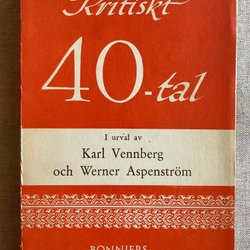 Kritiskt
40-tal
I urval av
Karl Vennberg
och Werner Aspenström
BONNIERS